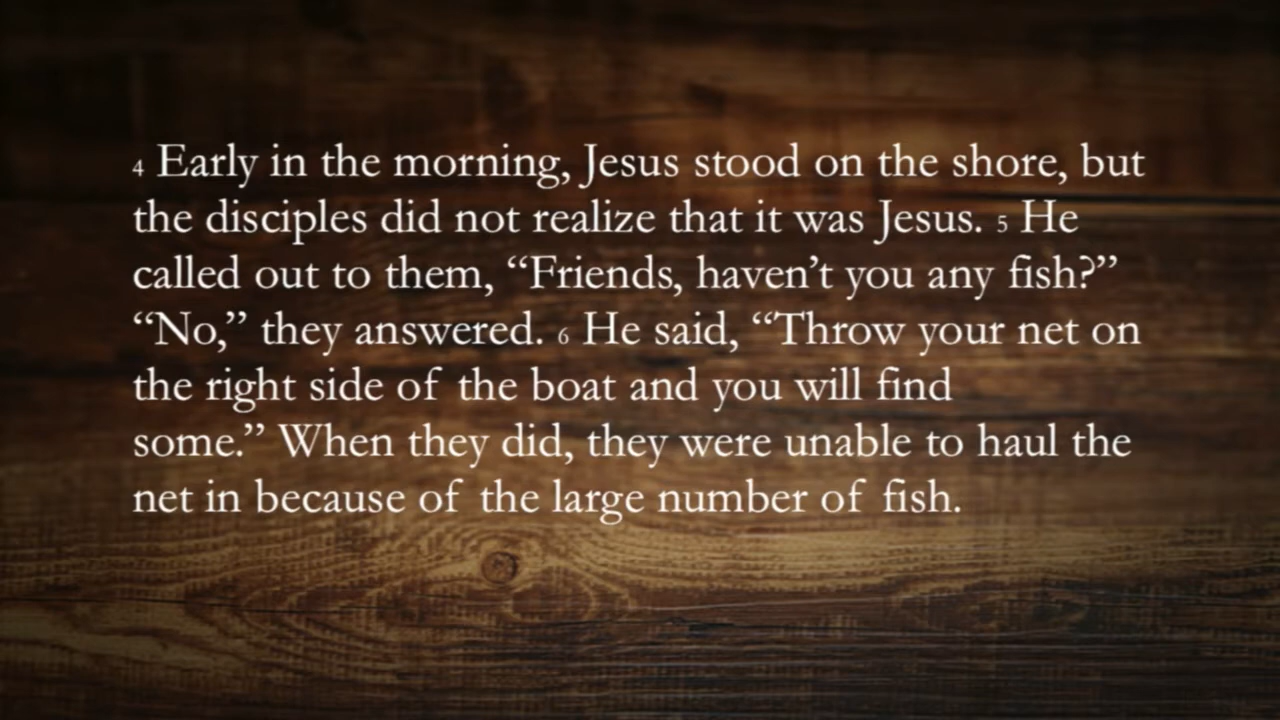 4 Early in the morning, Jesus stood on the shore, but
the disciples did not realize that it was Jesus. 5 He
called out to them, “Friends, haven’t you any fish?”
“No,” they answered. 6 He said, “Throw your net on
the right side of the boat and you will find
some.” When they did, they were unable to haul the
net in because of the large number of fish.